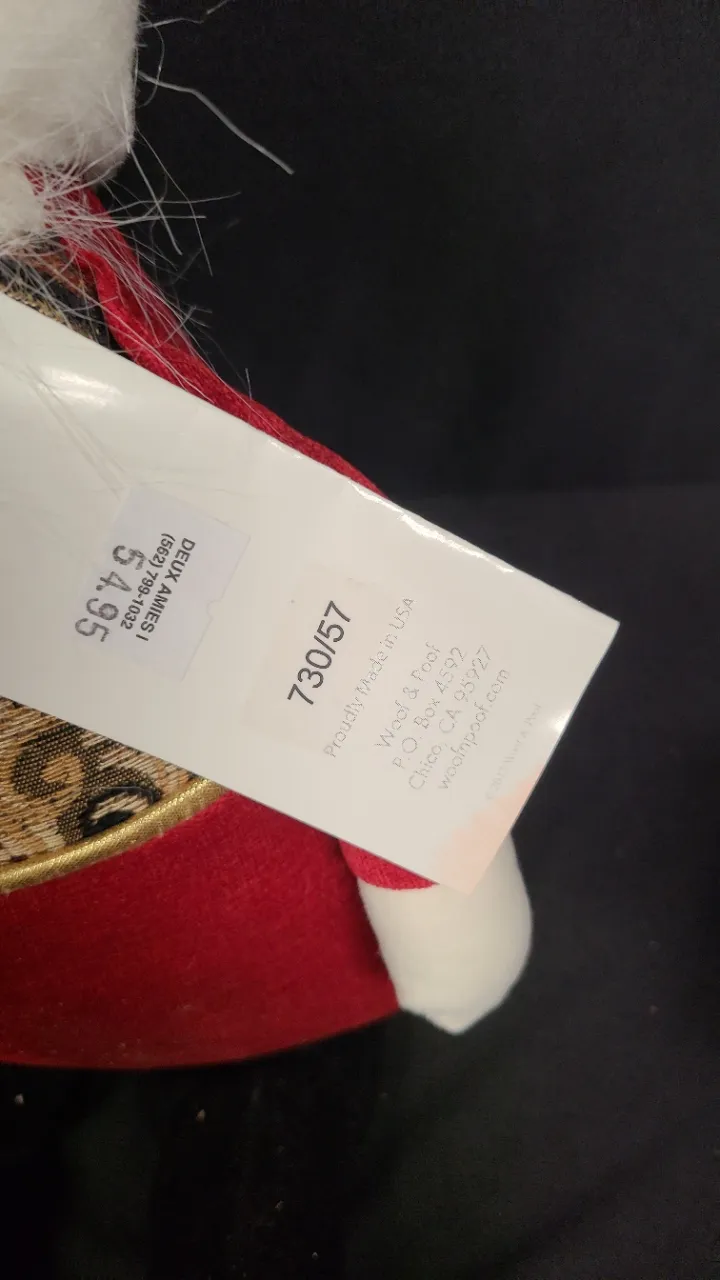 DEUX AMIES I
(562) 799-1032
54.95
730/57
Proudly Made in USA
Woof & Poof
P.O. Box 4592
Chico, CA 95927
woofnpoof.com